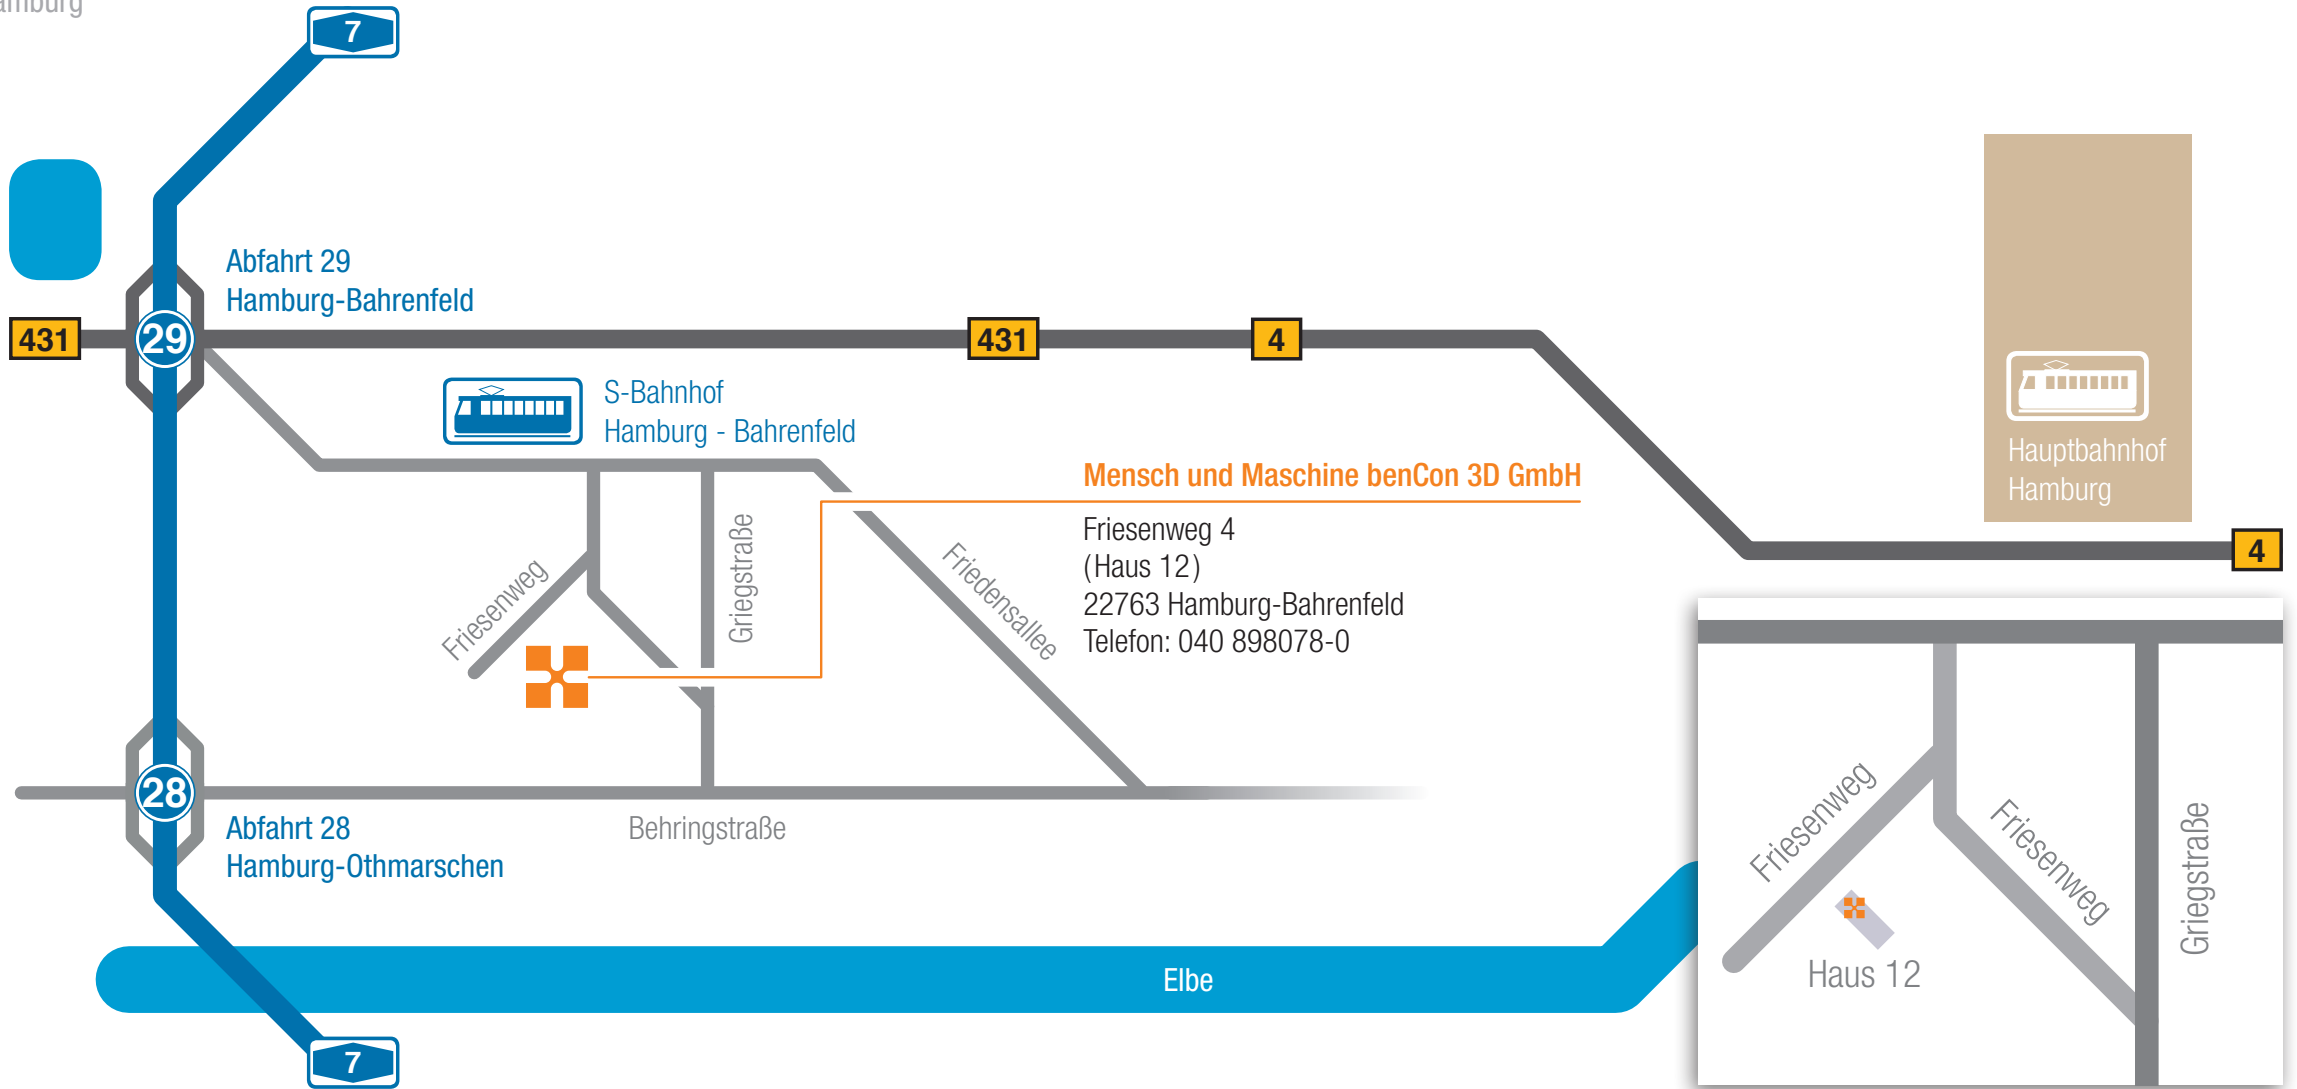 7
Abfahrt 29
Hamburg-Bahrenfeld
431
29
431
4
S-Bahnhof
Hamburg - Bahrenfeld
Hauptbahnhof
Hamburg
Mensch und Maschine benCon 3D GmbH
Friesenweg 4
(Haus 12)
22763 Hamburg-Bahrenfeld
Telefon: 040 898078-0
4
Friesenweg
Griegstraße
Friedensallee
28
Abfahrt 28
Hamburg-Othmarschen
Behringstraße
Elbe
7
Friesenweg
Friesenweg
Griegstraße
Haus 12